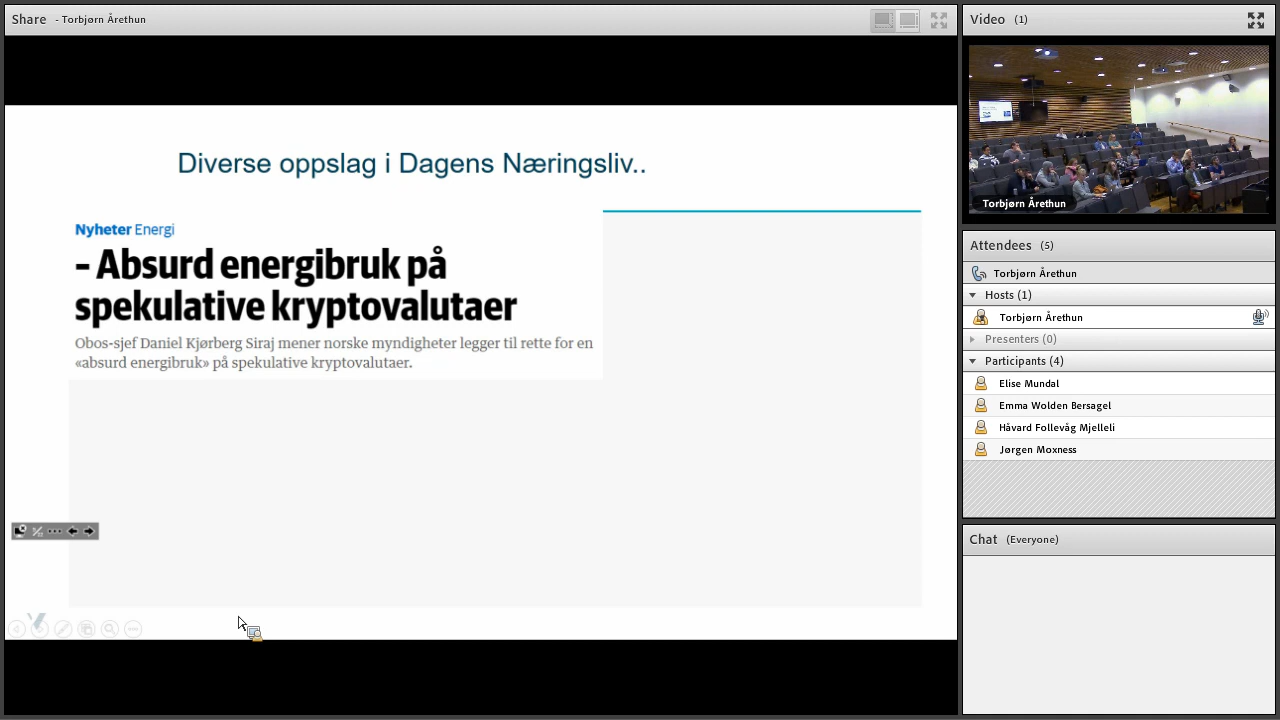 Share - Torbjørn Årethun
Diverse oppslag i Dagens Næringsliv..
Nyheter Energi
– Absurd energibruk på
spekulative kryptovalutaer
Obos-sjef Daniel Kjørberg Siraj mener norske myndigheter legger til rette for en
«absurd energibruk» på spekulative kryptovalutaer.
Video (1)
Torbjørn Årethun
Attendees (5)
Torbjørn Årethun
Hosts (1)
Torbjørn Årethun
Presenters (0)
Participants (4)
Elise Mundal
Emma Wolden Bersagel
Håvard Follevåg Mjelleli
Jørgen Moxness
Chat (Everyone)